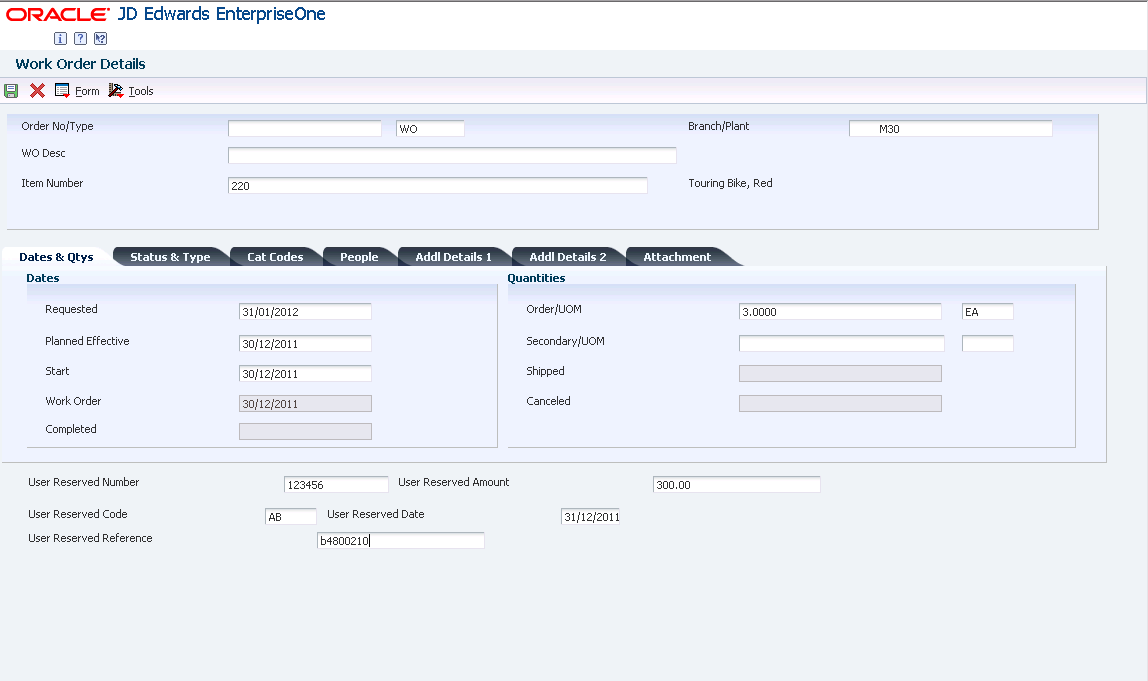 ORACLE® JD Edwards EnterpriseOne
Work Order Details
Form Tools
Order No/Type WO Branch/Plant M30
WO Desc
Item Number 220 Touring Bike, Red
Dates & Qtys Status & Type Cat Codes People Addl Details 1 Addl Details 2 Attachment
Dates Quantities
Requested 31/01/2012 Order/UOM 3.0000 EA
Planned Effective 30/12/2011 Secondary/UOM
Start 30/12/2011 Shipped
Work Order 30/12/2011 Canceled
Completed
User Reserved Number 123456 User Reserved Amount 300.00
User Reserved Code AB User Reserved Date 31/12/2011
User Reserved Reference b4800210